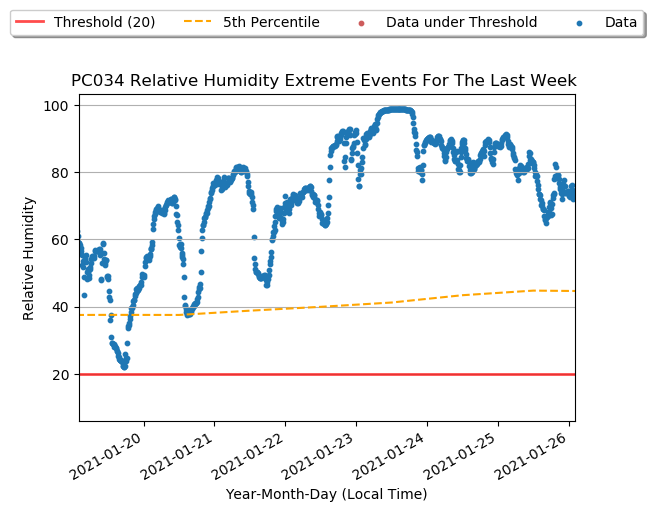 Threshold (20) 5th Percentile Data under Threshold Data
PC034 Relative Humidity Extreme Events For The Last Week
100
80
60
40
20
Relative Humidity
2021-01-20 2021-01-21 2021-01-22 2021-01-23 2021-01-24 2021-01-25 2021-01-26
Year-Month-Day (Local Time)